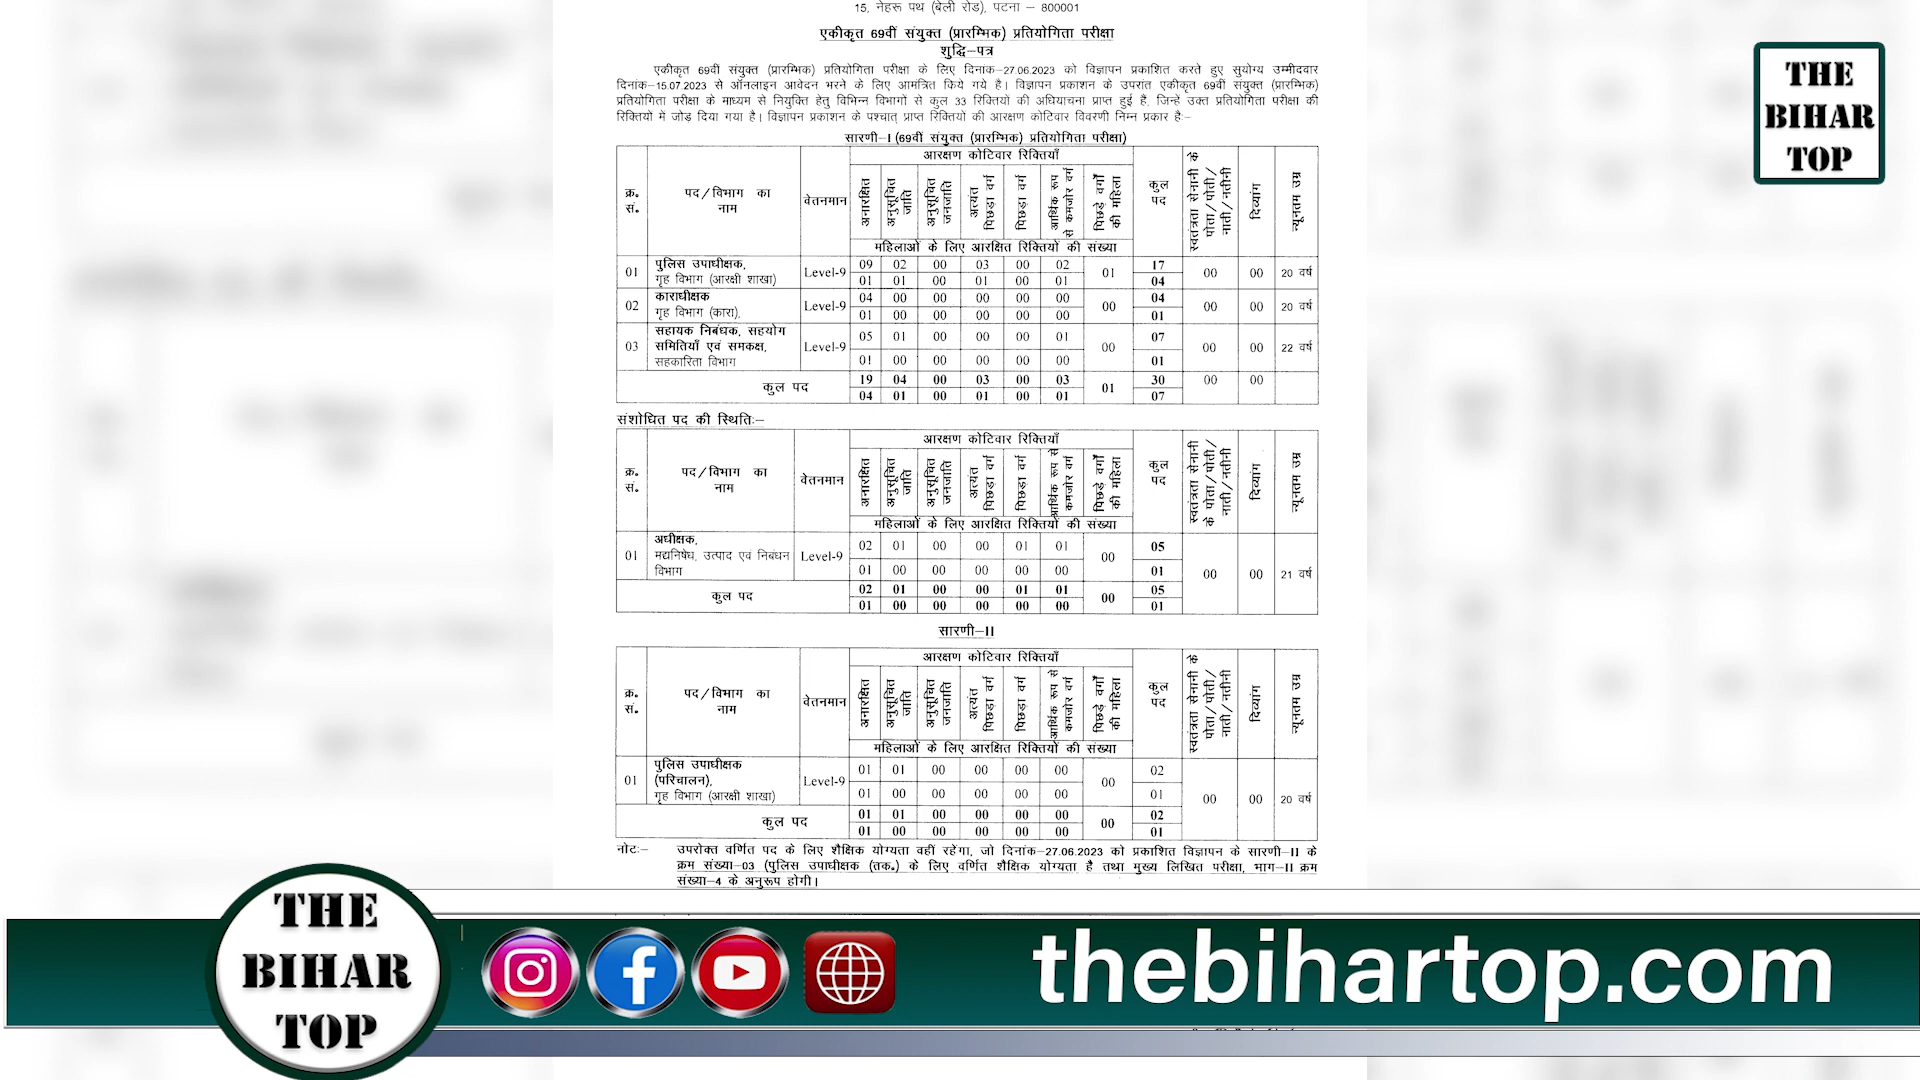 15, नेहरू पथ (बेली रोड), पटना – 800001
एकीकृत 69वीं संयुक्त (प्रारम्भिक) प्रतियोगिता परीक्षा
शुद्धि–पत्र
एकीकृत 69वीं संयुक्त (प्रारम्भिक) प्रतियोगिता परीक्षा के लिए दिनांक–27.06.2023 को विज्ञापन प्रकाशित करते हुए सुयोग्य उम्मीदवार
दिनांक–15.07.2023 से ऑनलाइन आवेदन भरने के लिए आमंत्रित किये गये है। विज्ञापन प्रकाशन के उपरांत एकीकृत 69वीं संयुक्त (प्रारम्भिक)
प्रतियोगिता परीक्षा के माध्यम से नियुक्ति हेतु विभिन्न विभागों से कुल 33 रिक्तियों की अधियाचना प्राप्त हुई हैं, जिन्हे उक्त प्रतियोगिता परीक्षा की
रिक्तियों में जोड़ दिया गया है। विज्ञापन प्रकाशन के पश्चात् प्राप्त रिक्तियों की आरक्षण कोटिवार विवरणी निम्न प्रकार हैः–
सारणी–I (69वीं संयुक्त (प्रारम्भिक) प्रतियोगिता परीक्षा)
क्र. सं. पद/विभाग का नाम वेतनमान आरक्षण कोटिवार रिक्तियाँ कुल पद स्वतंत्रता सेनानी के पोता/पोती/नाती/नतीनी दिव्यांग न्यूनतम उम्र
अनारक्षित अनुसूचित जाति अनुसूचित जनजाति अत्यंत पिछड़ा वर्ग पिछड़ा वर्ग आर्थिक रूप से कमजोर वर्ग पिछड़े वर्गों की महिला
महिलाओं के लिए आरक्षित रिक्तियों की संख्या
01 पुलिस उपाधीक्षक, Level-9 09 02 00 03 00 02 01 17 00 00 20 वर्ष
गृह विभाग (आरक्षी शाखा) 01 01 00 01 00 01 04
02 काराधीक्षक Level-9 04 00 00 00 00 00 00 04 00 00 20 वर्ष
गृह विभाग (कारा), 01 00 00 00 00 00 01
03 सहायक निबंधक, सहयोग समितियाँ एवं समकक्ष, Level-9 05 01 00 00 00 01 00 07 00 00 22 वर्ष
सहकारिता विभाग 01 00 00 00 00 00 01
कुल पद 19 04 00 03 00 03 01 30 00 00
04 01 00 01 00 01 07
संशोधित पद की स्थितिः–
क्र. सं. पद/विभाग का नाम वेतनमान आरक्षण कोटिवार रिक्तियाँ कुल पद स्वतंत्रता सेनानी के पोता/पोती/नाती/नतीनी दिव्यांग न्यूनतम उम्र
अनारक्षित अनुसूचित जाति अनुसूचित जनजाति अत्यंत पिछड़ा वर्ग पिछड़ा वर्ग आर्थिक रूप से कमजोर वर्ग पिछड़े वर्गों की महिला
महिलाओं के लिए आरक्षित रिक्तियों की संख्या
01 अधीक्षक, Level-9 02 01 00 00 01 01 00 05 00 00 21 वर्ष
मद्यनिषेध, उत्पाद एवं निबंधन विभाग 01 00 00 00 00 00 01
कुल पद 02 01 00 00 01 01 00 05
01 00 00 00 00 00 01
सारणी–II
क्र. सं. पद/विभाग का नाम वेतनमान आरक्षण कोटिवार रिक्तियाँ कुल पद स्वतंत्रता सेनानी के पोता/पोती/नाती/नतीनी दिव्यांग न्यूनतम उम्र
अनारक्षित अनुसूचित जाति अनुसूचित जनजाति अत्यंत पिछड़ा वर्ग पिछड़ा वर्ग आर्थिक रूप से कमजोर वर्ग पिछड़े वर्गों की महिला
महिलाओं के लिए आरक्षित रिक्तियों की संख्या
01 पुलिस उपाधीक्षक (परिचालन), Level-9 01 01 00 00 00 00 00 02 00 00 20 वर्ष
गृह विभाग (आरक्षी शाखा) 01 00 00 00 00 00 01
कुल पद 01 01 00 00 00 00 00 02
01 00 00 00 00 00 01
नोटः– उपरोक्त वर्णित पद के लिए शैक्षिक योग्यता वहीं रहेगा, जो दिनांक–27.06.2023 को प्रकाशित विज्ञापन के सारणी–II के
क्रम संख्या–03 (पुलिस उपाधीक्षक (तक.) के लिए वर्णित शैक्षिक योग्यता है तथा मुख्य लिखित परीक्षा, भाग–II क्रम
संख्या–4 के अनुरूप होगी।
THE
BIHAR
TOP
THE
BIHAR
TOP
thebihartop.com